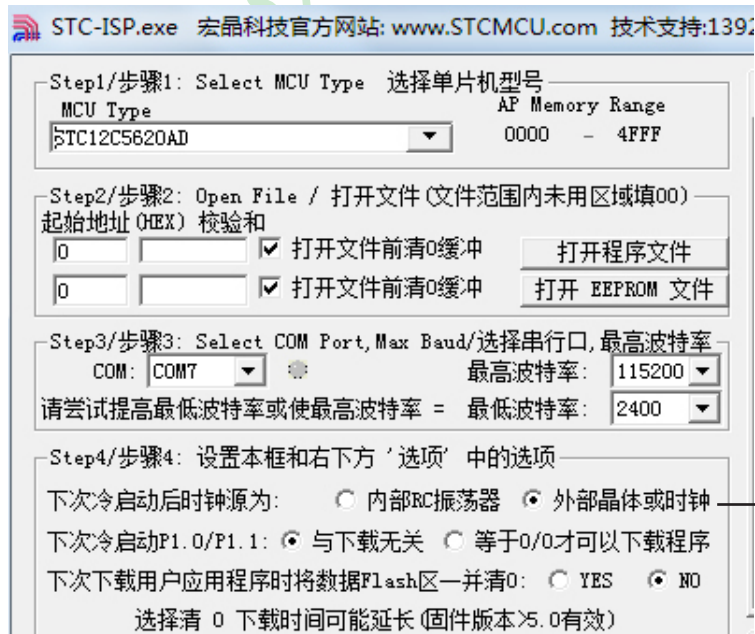 STC-ISP.exe 宏晶科技官方网站: www.STCMCU.com 技术支持:1392
Step1/步骤1: Select MCU Type 选择单片机型号
MCU Type AP Memory Range
STC12C5620AD 0000 - 4FFF
Step2/步骤2: Open File / 打开文件(文件范围内未用区域填00)
起始地址(HEX) 校验和
0 打开文件前清0缓冲 打开程序文件
0 打开文件前清0缓冲 打开 EEPROM 文件
Step3/步骤3: Select COM Port,Max Baud/选择串行口,最高波特率
COM: COM7 最高波特率: 115200
请尝试提高最低波特率或使最高波特率 = 最低波特率: 2400
Step4/步骤4: 设置本框和右下方 '选项' 中的选项
下次冷启动后时钟源为: 内部RC振荡器 外部晶体或时钟
下次冷启动P1.0/P1.1: 与下载无关 等于0/0才可以下载程序
下次下载用户应用程序时将数据Flash区一并清0: YES NO
选择清 0 下载时间可能延长(固件版本>5.0有效)